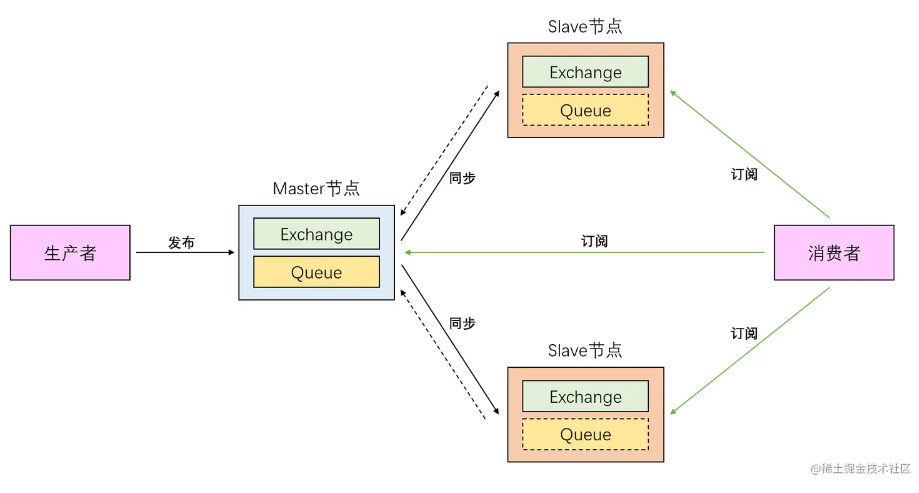 Slave节点
Exchange
Queue
同步
订阅
Master节点
Exchange
Queue
生产者
发布
订阅
消费者
同步
订阅
Slave节点
Exchange
Queue
@稀土掘金技术社区